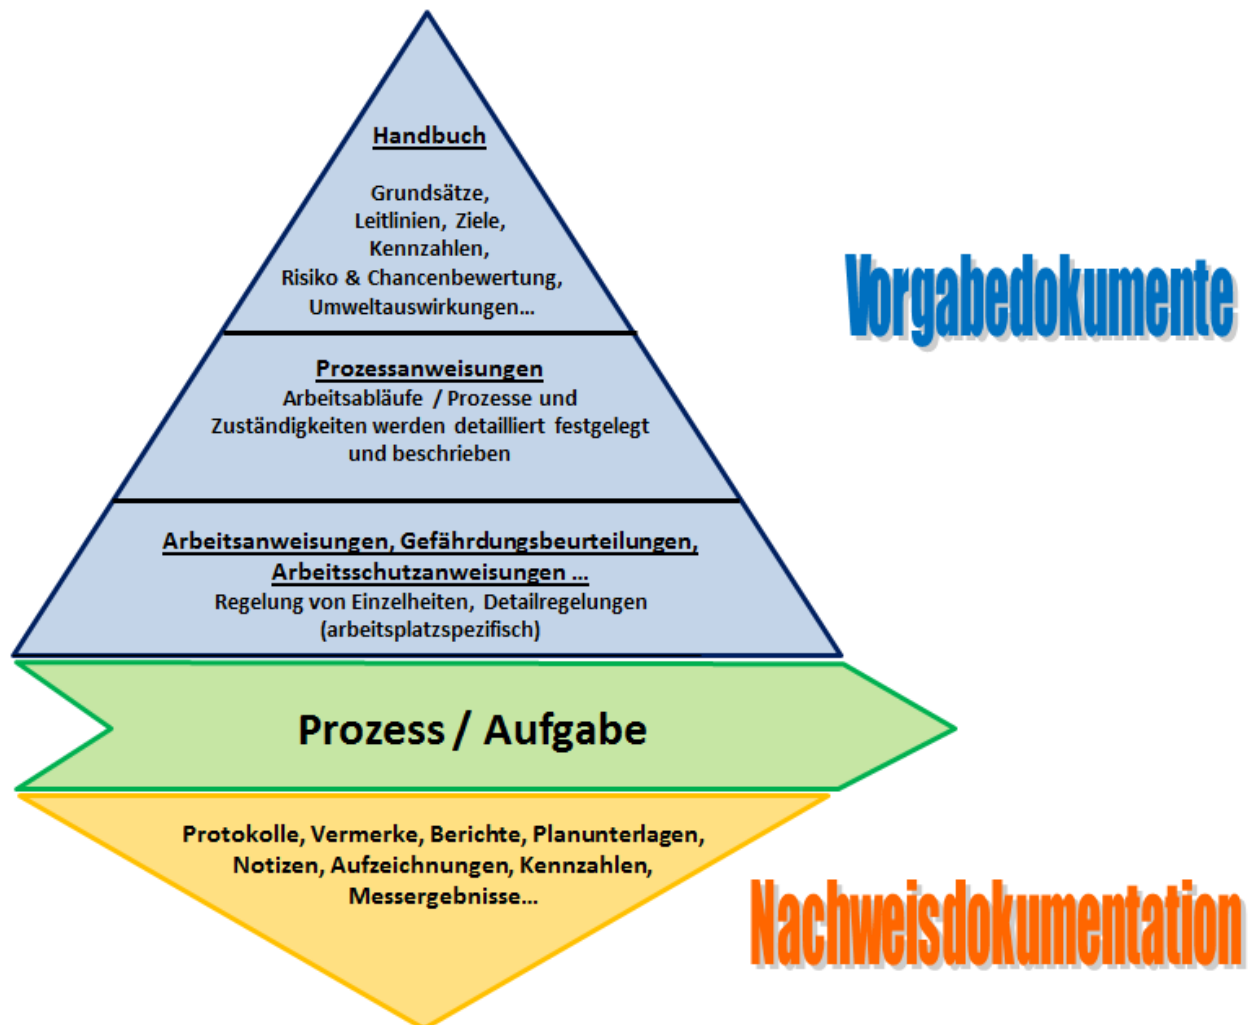 Handbuch
Grundsätze,
Leitlinien, Ziele,
Kennzahlen,
Risiko & Chancenbewertung,
Umweltauswirkungen...
Vorgabedokumente
Prozessanweisungen
Arbeitsabläufe / Prozesse und
Zuständigkeiten werden detailliert festgelegt
und beschrieben
Arbeitsanweisungen, Gefährdungsbeurteilungen,
Arbeitsschutzanweisungen ...
Regelung von Einzelheiten, Detailregelungen
(arbeitsplatzspezifisch)
Prozess / Aufgabe
Protokolle, Vermerke, Berichte, Planunterlagen,
Notizen, Aufzeichnungen, Kennzahlen,
Messergebnisse...
Nachweisdokumentation